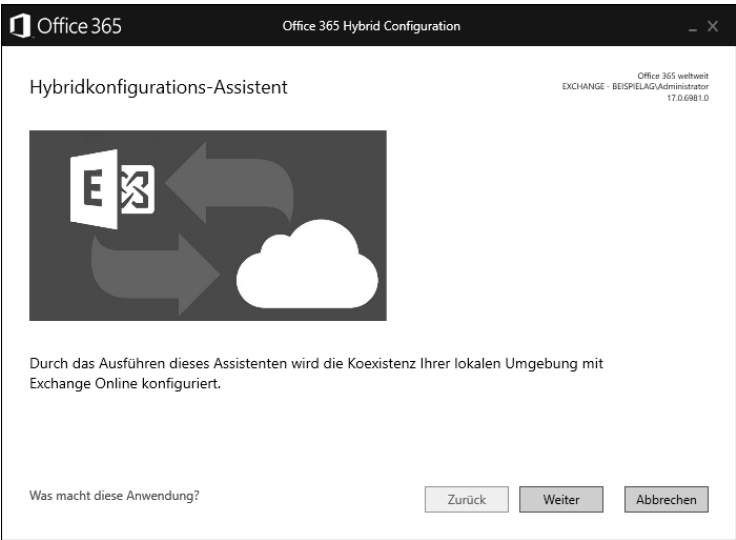 Office 365
Office 365 Hybrid Configuration
Hybridkonfigurations-Assistent
Office 365 weltweit
EXCHANGE - BEISPIELAG\Administrator
17.0.6981.0
E
Durch das Ausführen dieses Assistenten wird die Koexistenz Ihrer lokalen Umgebung mit
Exchange Online konfiguriert.
Was macht diese Anwendung?
Zurück
Weiter
Abbrechen